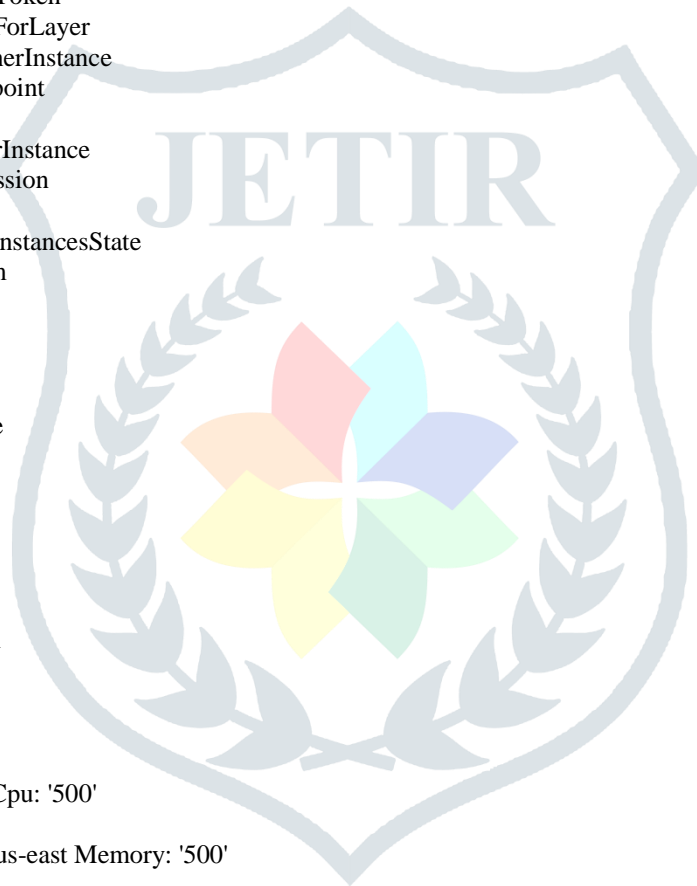 Token
ForLayer
nerInstance
point
rInstance
ssion
JETIR
nstancesState
n
e
Cpu: '500'
us-east Memory: '500'